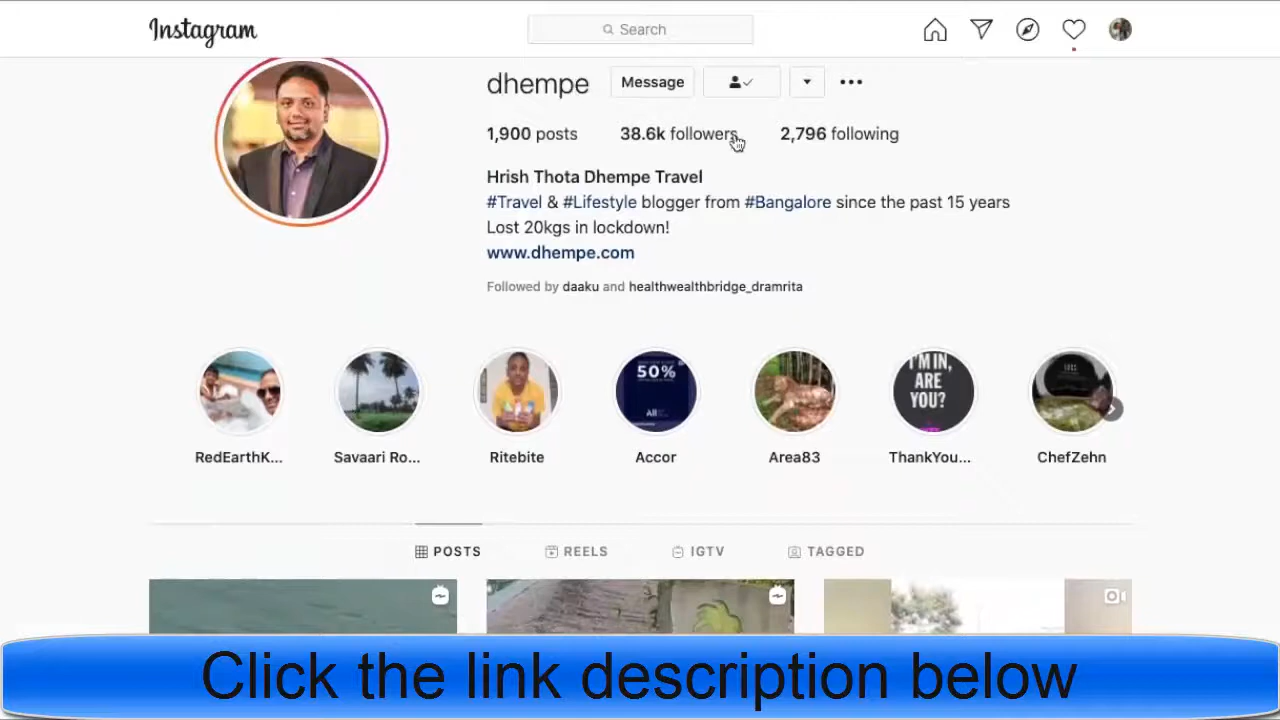 Instagram
Search
dhempe
Message
1,900 posts 38.6k followers 2,796 following
Hrish Thota Dhempe Travel
#Travel & #Lifestyle blogger from #Bangalore since the past 15 years
Lost 20kgs in lockdown!
www.dhempe.com
Followed by daaku and healthwealthbridge_dramrita
50%
All
I'M IN,
ARE
YOU?
RedEarthK... Savaari Ro... Ritebite Accor Area83 ThankYou... ChefZehn
POSTS REELS IGTV TAGGED
Click the link description below